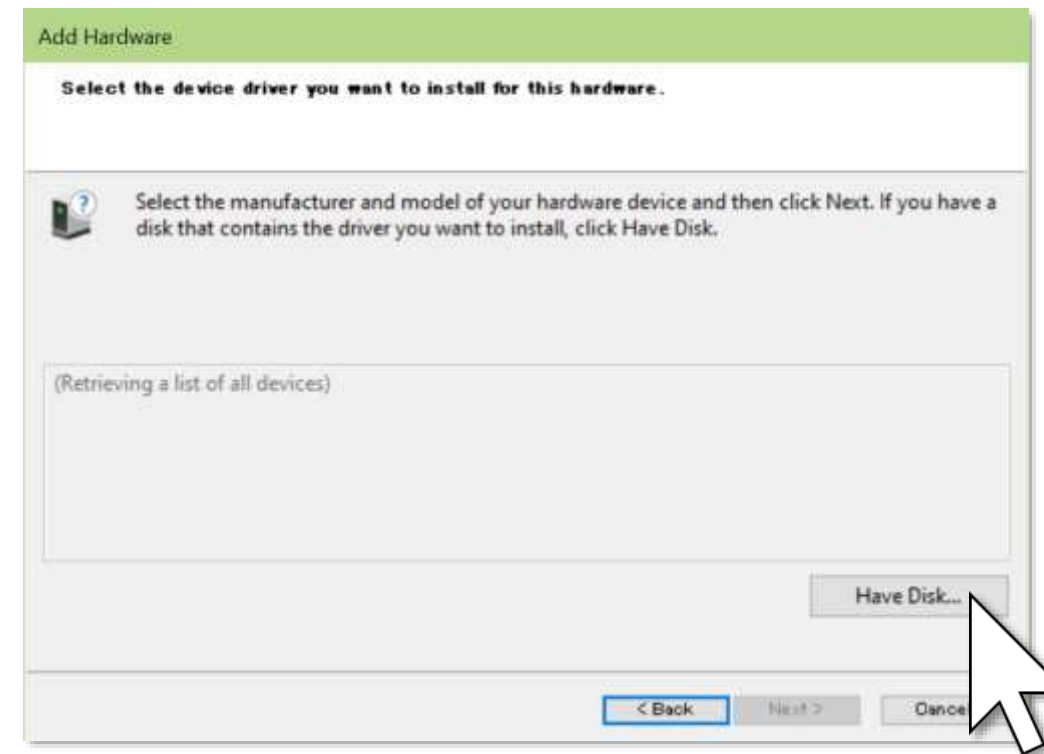 Add Hardware
Select the device driver you want to install for this hardware.
Select the manufacturer and model of your hardware device and then click Next. If you have a
disk that contains the driver you want to install, click Have Disk.
(Retrieving a list of all devices)
Have Disk...
< Back Next > Cance